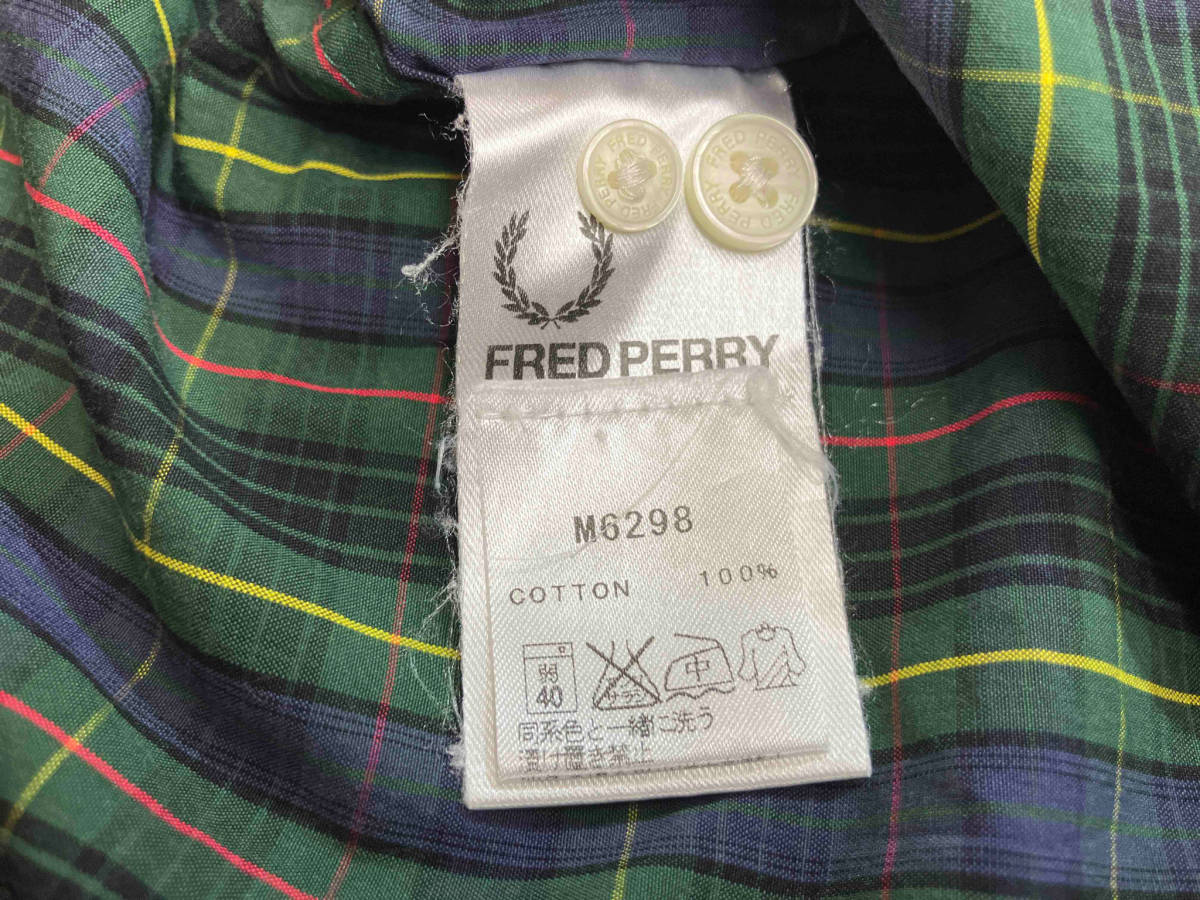 FRED PERRY
FRED PERRY
FRED PERRY
M6298
COTTON 100%
弱
40
中
同系色と一緒に洗う
漬け置き禁止